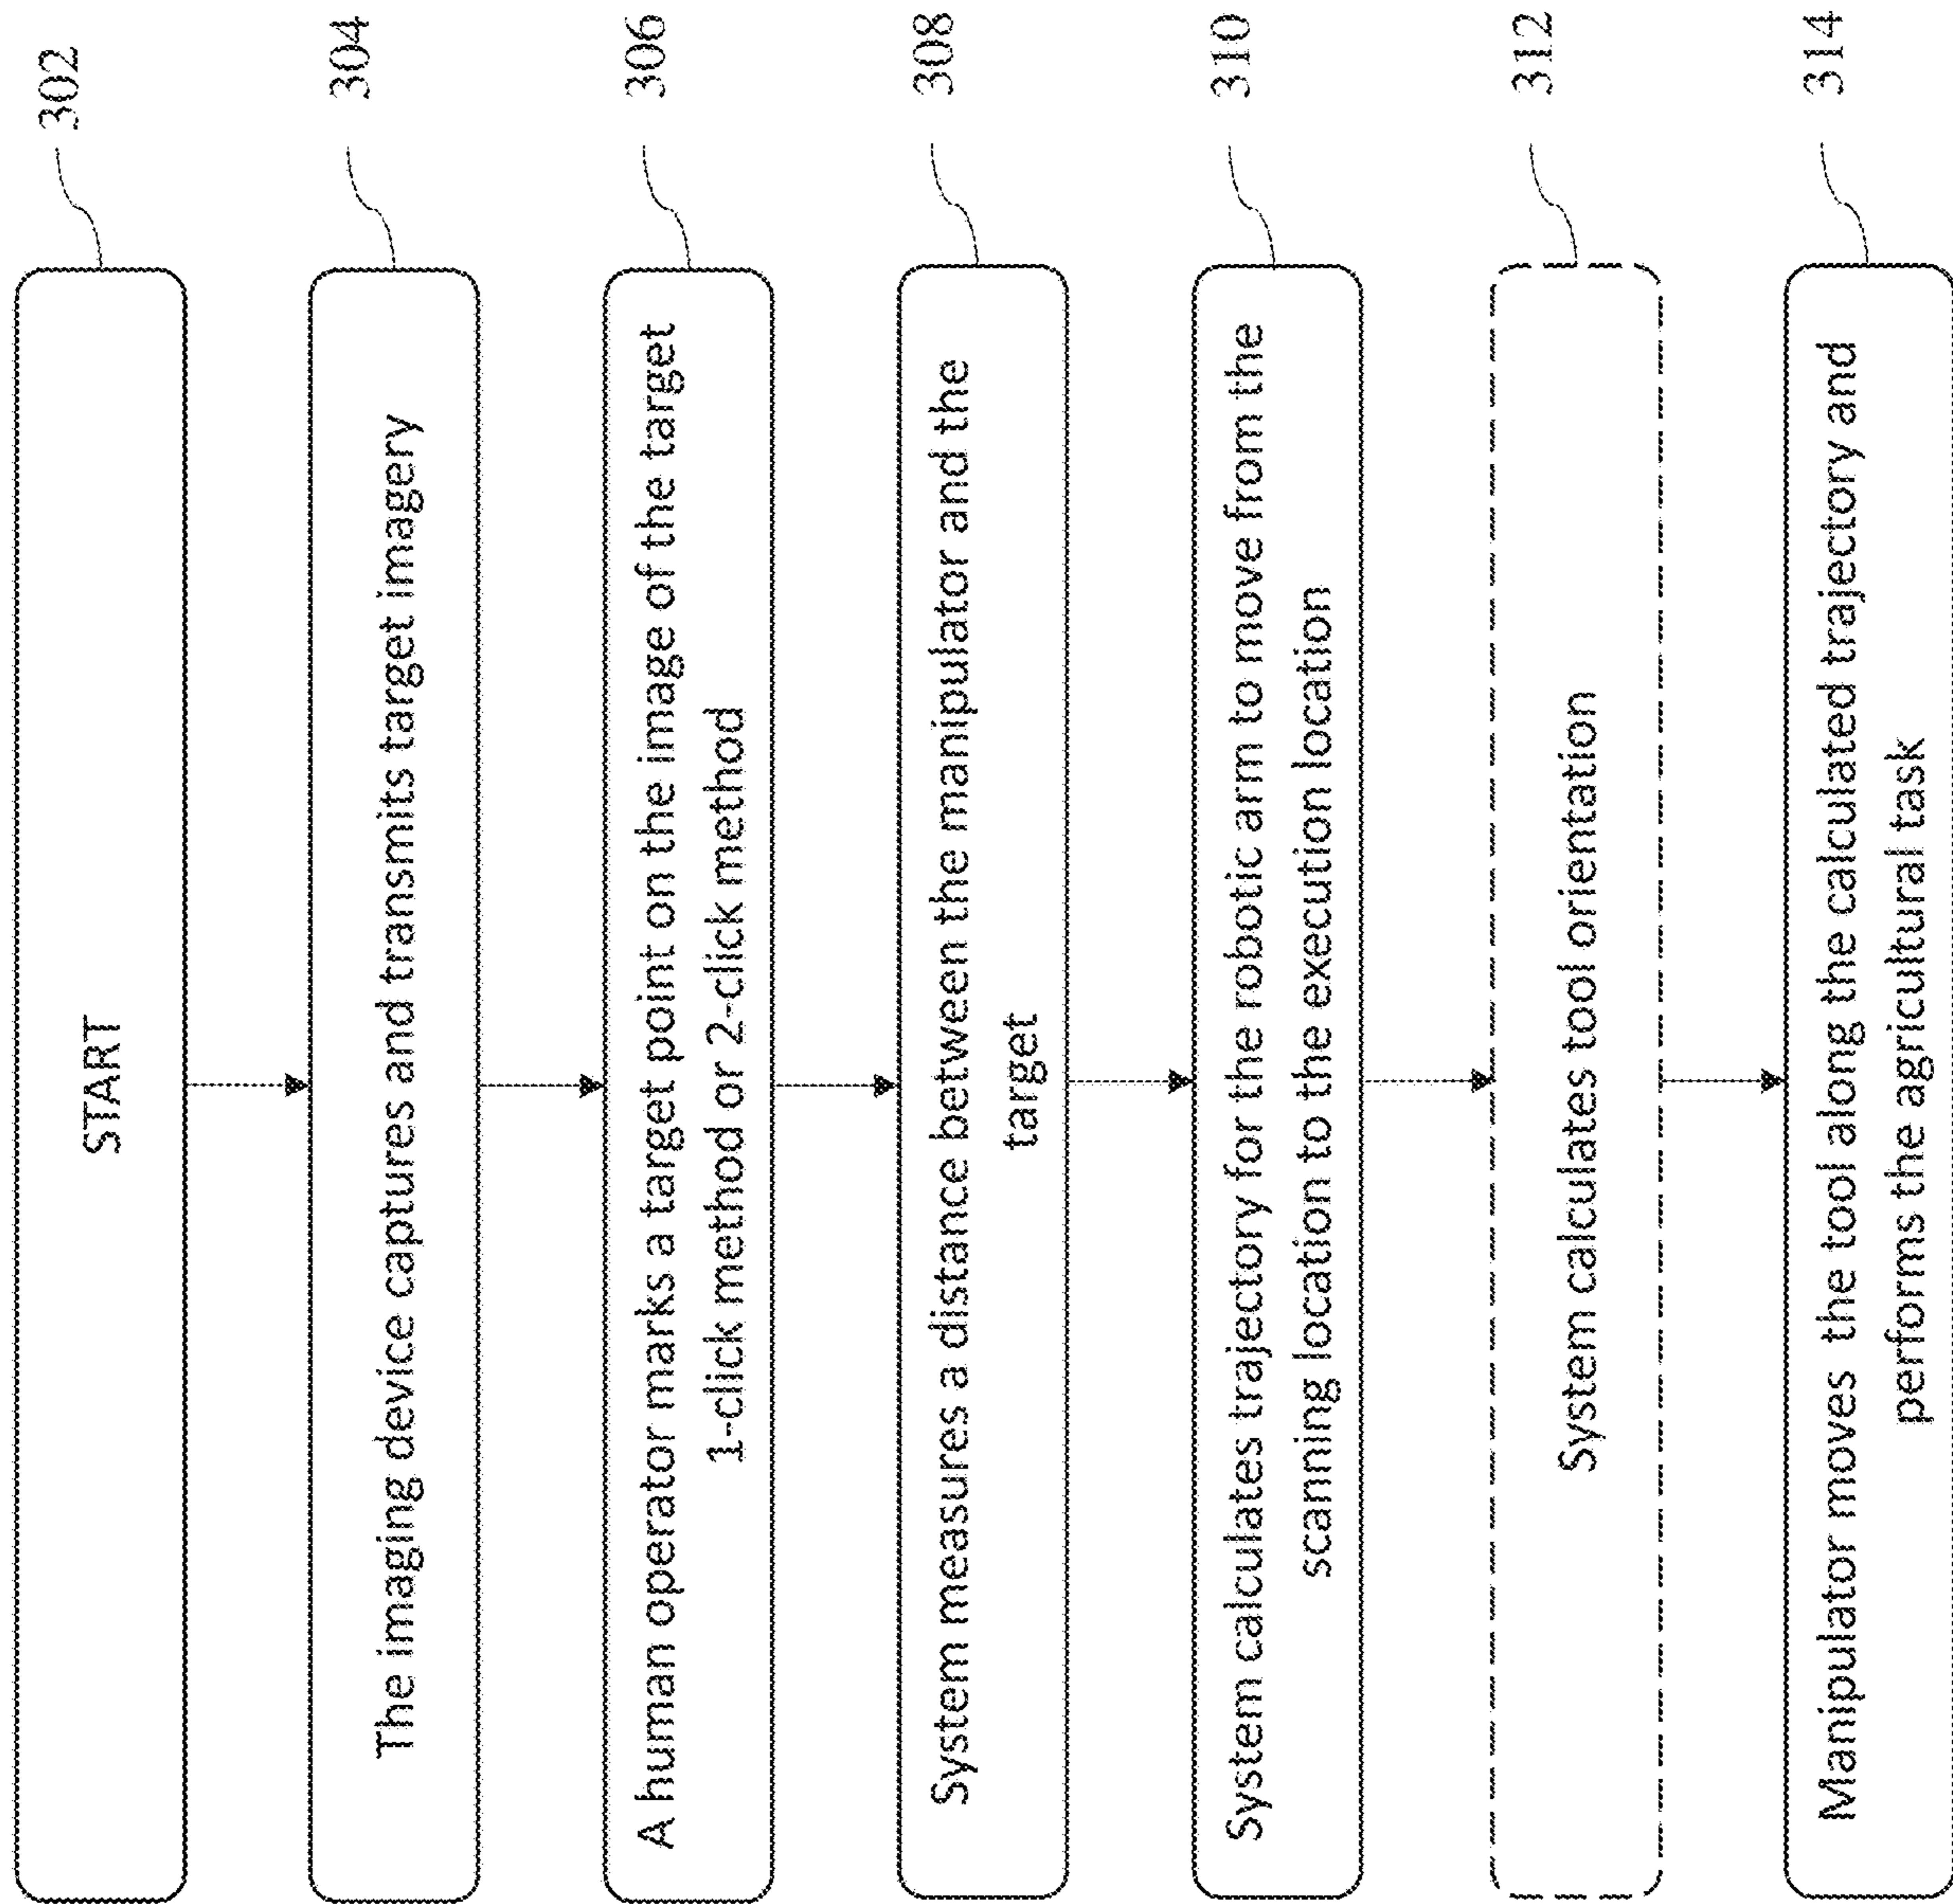 START
302
The imaging device captures and transmits target imagery
304
A human operator marks a target point on the image of the target
1-click method or 2-click method
306
System measures a distance between the manipulator and the
target
308
System calculates trajectory for the robotic arm to move from the
scanning location to the execution location
310
System calculates tool orientation
312
Manipulator moves the tool along the calculated trajectory and
performs the agricultural task
314